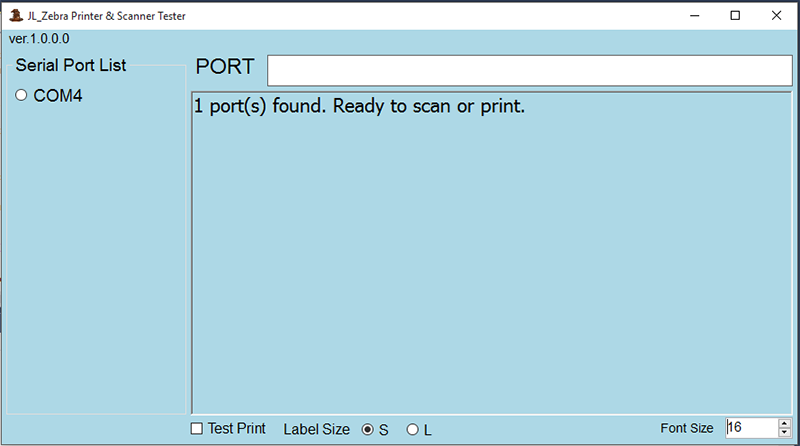 JL_Zebra Printer & Scanner Tester
ver.1.0.0.0
Serial Port List
COM4
PORT
1 port(s) found. Ready to scan or print.
Test Print Label Size S L Font Size 16